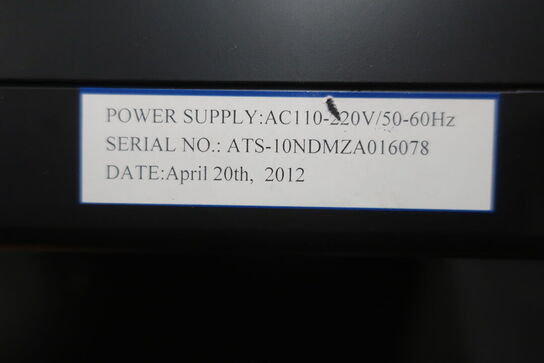 POWER SUPPLY:AC110-220V/50-60Hz
SERIAL NO.: ATS-10NDMZA016078
DATE:April 20th, 2012